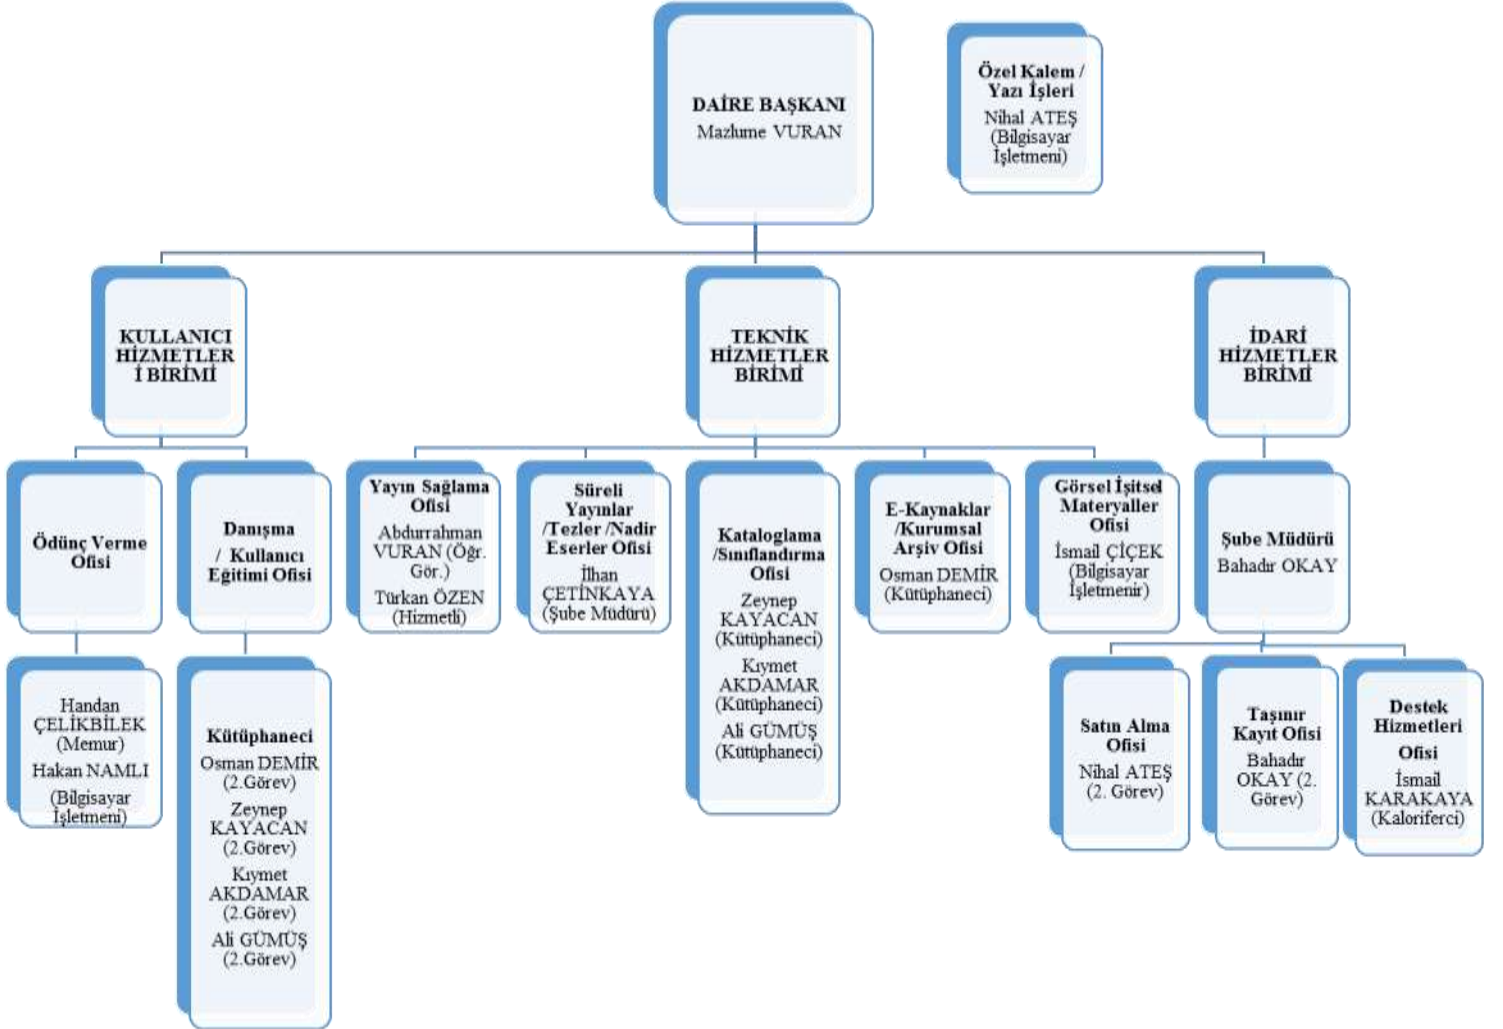 DAİRE BAŞKANI
Mazlume VURAN
Özel Kalem /
Yazı İşleri
Nihal ATEŞ
(Bilgisayar
İşletmeni)
KULLANICI
HİZMETLER
İ BİRİMİ
TEKNİK
HİZMETLER
BİRİMİ
İDARİ
HİZMETLER
BİRİMİ
Ödünç Verme
Ofisi
Danışma
/ Kullanıcı
Eğitimi Ofisi
Yayın Sağlama
Ofisi
Abdurrahman
VURAN (Öğr.
Gör.)
Türkan ÖZEN
(Hizmetli)
Süreli
Yayınlar
/Tezler /Nadir
Eserler Ofisi
İlhan
ÇETİNKAYA
(Şube Müdürü)
Kataloglama
/Sınıflandırma
Ofisi
Zeynep
KAYACAN
(Kütüphaneci)
Kıymet
AKDAMAR
(Kütüphaneci)
Ali GÜMÜŞ
(Kütüphaneci)
E-Kaynaklar
/Kurumsal
Arşiv Ofisi
Osman DEMİR
(Kütüphaneci)
Görsel İşitsel
Materyaller
Ofisi
İsmail ÇİÇEK
(Bilgisayar
İşletmenir)
Şube Müdürü
Bahadır OKAY
Handan
ÇELİKBİLEK
(Memur)
Hakan NAMLI
(Bilgisayar
İşletmeni)
Kütüphaneci
Osman DEMİR
(2.Görev)
Zeynep
KAYACAN
(2.Görev)
Kıymet
AKDAMAR
(2.Görev)
Ali GÜMÜŞ
(2.Görev)
Satın Alma
Ofisi
Nihal ATEŞ
(2. Görev)
Taşınır
Kayıt Ofisi
Bahadır
OKAY (2.
Görev)
Destek
Hizmetleri
Ofisi
İsmail
KARAKAYA
(Kaloriferci)